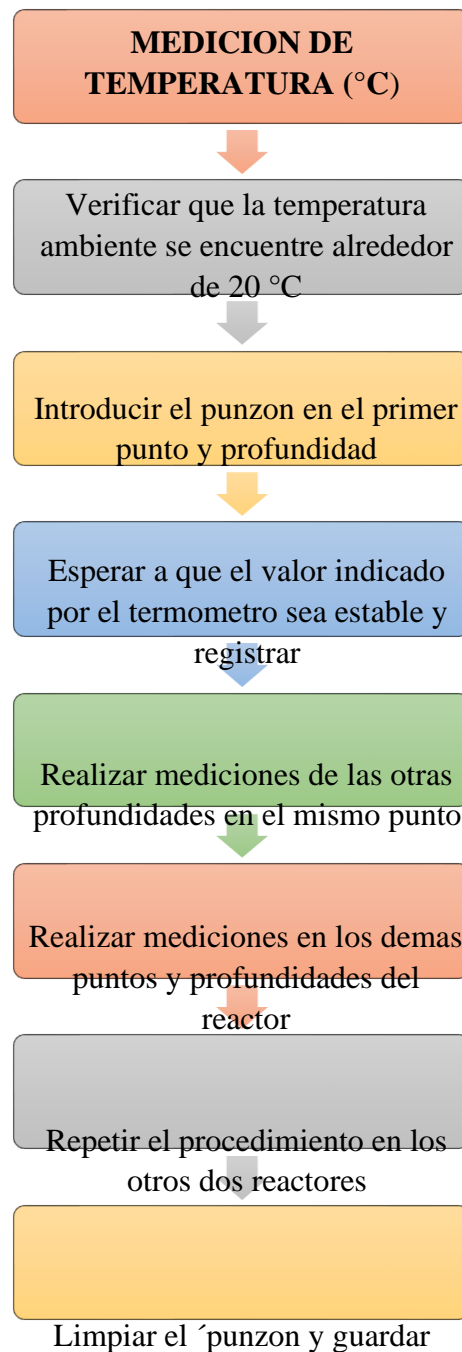 MEDICION DE
TEMPERATURA (°C)
Verificar que la temperatura
ambiente se encuentre alrededor
de 20 °C
Introducir el punzon en el primer
punto y profundidad
Esperar a que el valor indicado
por el termometro sea estable y
registrar
Realizar mediciones de las otras
profundidades en el mismo punto
Realizar mediciones en los demas
puntos y profundidades del
reactor
Repetir el procedimiento en los
otros dos reactores
Limpiar el ´punzon y guardar